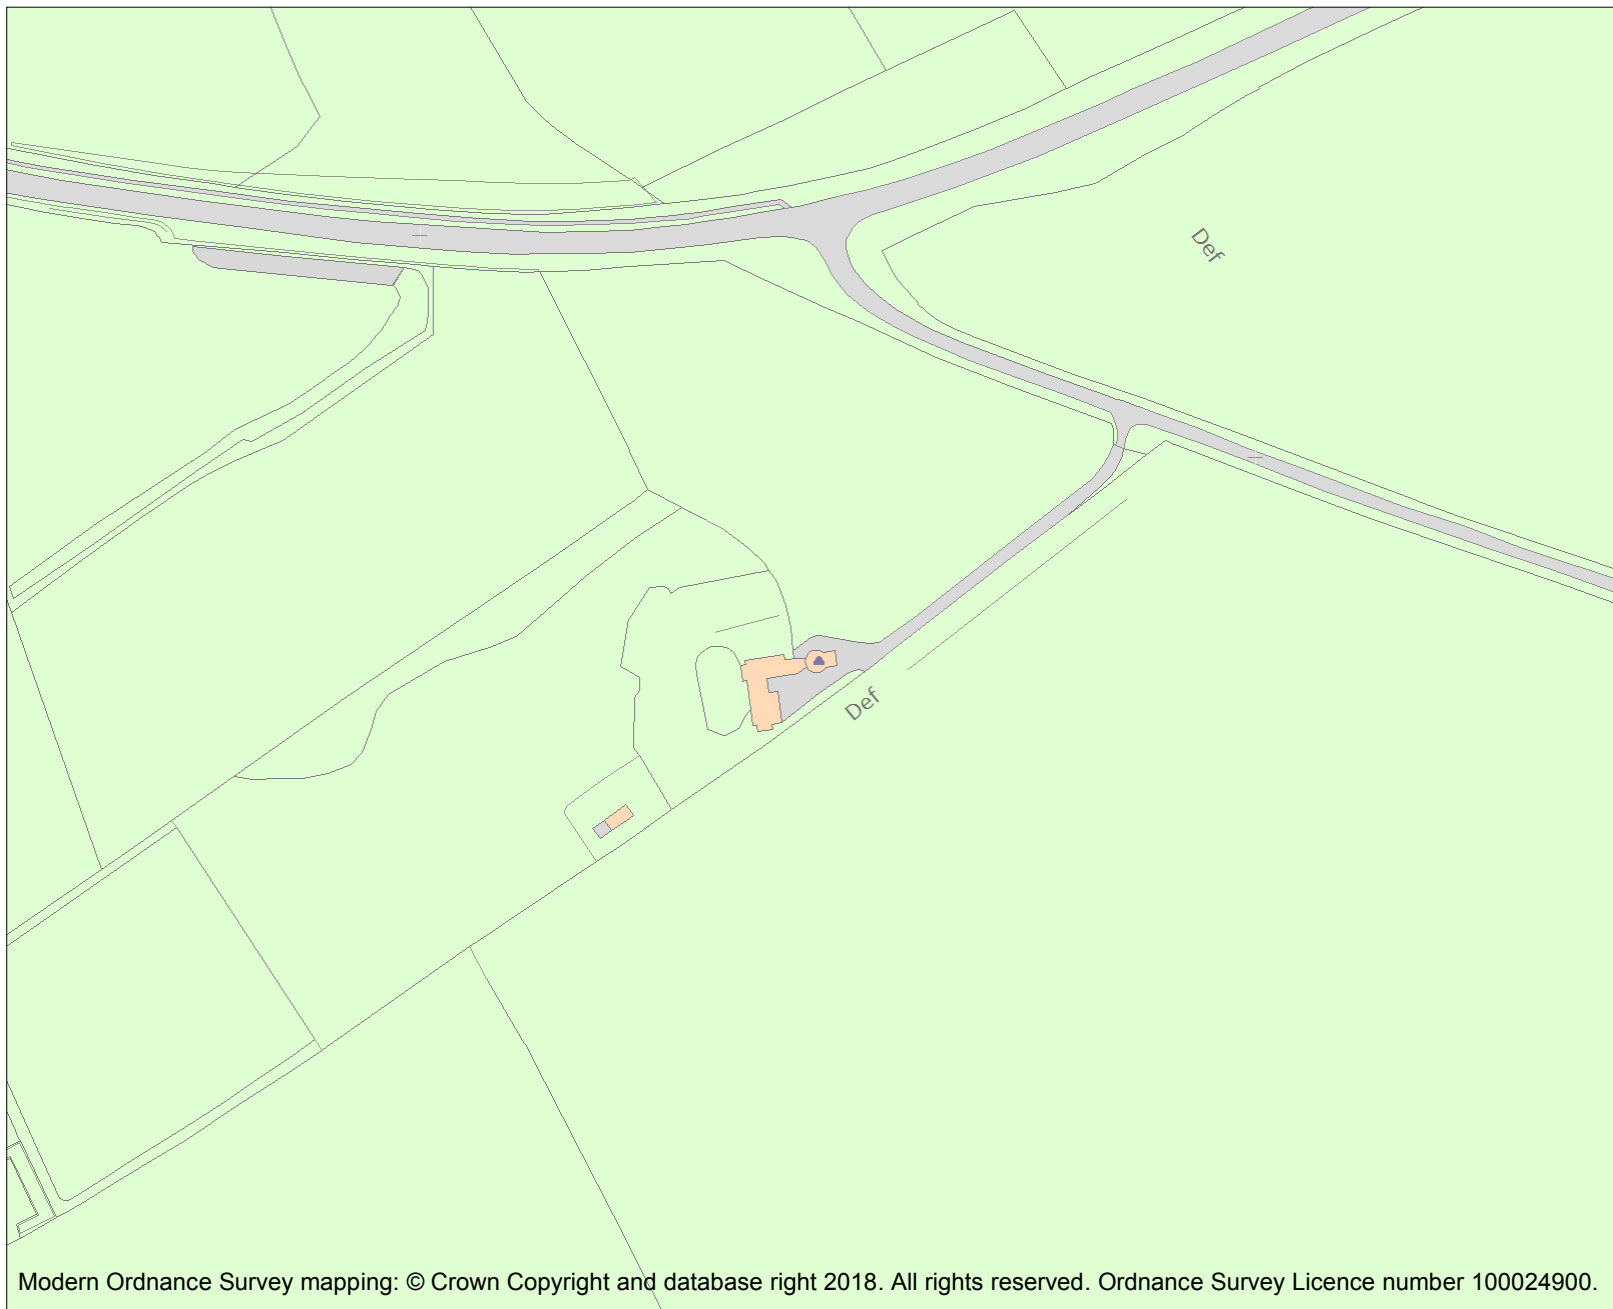 Def
Def
Modern Ordnance Survey mapping: © Crown Copyright and database right 2018. All rights reserved. Ordnance Survey Licence number 100024900.